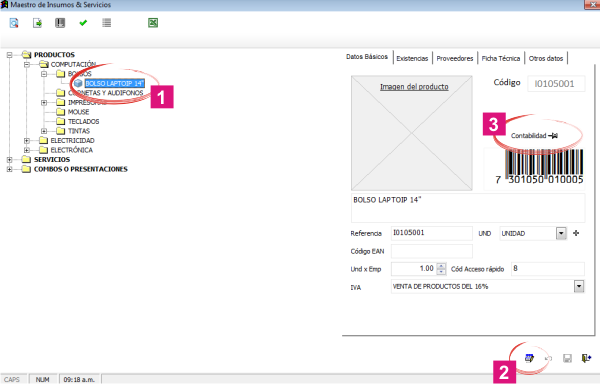 Maestro de Insumos & Servicios
PRODUCTOS
COMPUTACIÓN
BOLSOS
BOLSO LAPTOIP 14"
CORNETAS Y AUDIFONOS
IMPRESORAS
MOUSE
TECLADOS
TINTAS
ELECTRICIDAD
ELECTRÓNICA
SERVICIOS
COMBOS O PRESENTACIONES
1
Datos Básicos Existencias Proveedores Ficha Técnica Otros datos
Imagen del producto
Código I0105001
3
Contabilidad
7 301050 010005
BOLSO LAPTOIP 14"
Referencia I0105001 UND UNIDAD
Código EAN
Und x Emp 1.00 Cód Acceso rápido 8
IVA VENTA DE PRODUCTOS DEL 16%
2
CAPS NUM 09:18 a.m.